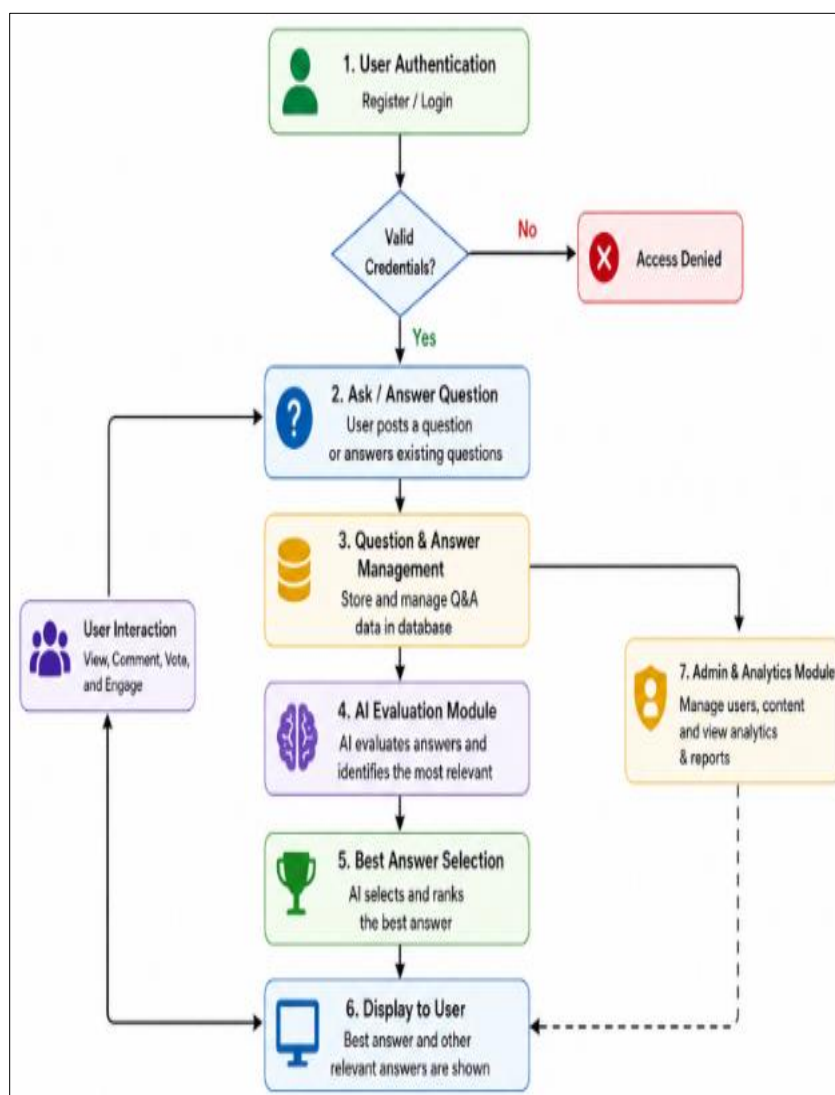 1. User Authentication
Register / Login
Valid
Credentials?
No
Access Denied
Yes
2. Ask / Answer Question
User posts a question
or answers existing questions
3. Question & Answer
Management
Store and manage Q&A
data in database
User Interaction
View, Comment, Vote,
and Engage
7. Admin & Analytics Module
Manage users, content
and view analytics
& reports
4. AI Evaluation Module
AI evaluates answers and
identifies the most relevant
5. Best Answer Selection
AI selects and ranks
the best answer
6. Display to User
Best answer and other
relevant answers are shown